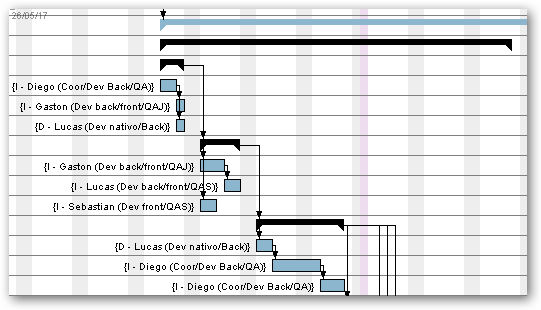 26/05/17
{I - Diego (Coor/Dev Back/QA)}
{I - Gaston (Dev back/front/QAJ)}
{D - Lucas (Dev nativo/Back)}
{I - Gaston (Dev back/front/QAJ)}
{I - Lucas (Dev back/front/QAS)}
{I - Sebastian (Dev front/QAS)}
{D - Lucas (Dev nativo/Back)}
{I - Diego (Coor/Dev Back/QA)}
{I - Diego (Coor/Dev Back/QA)}